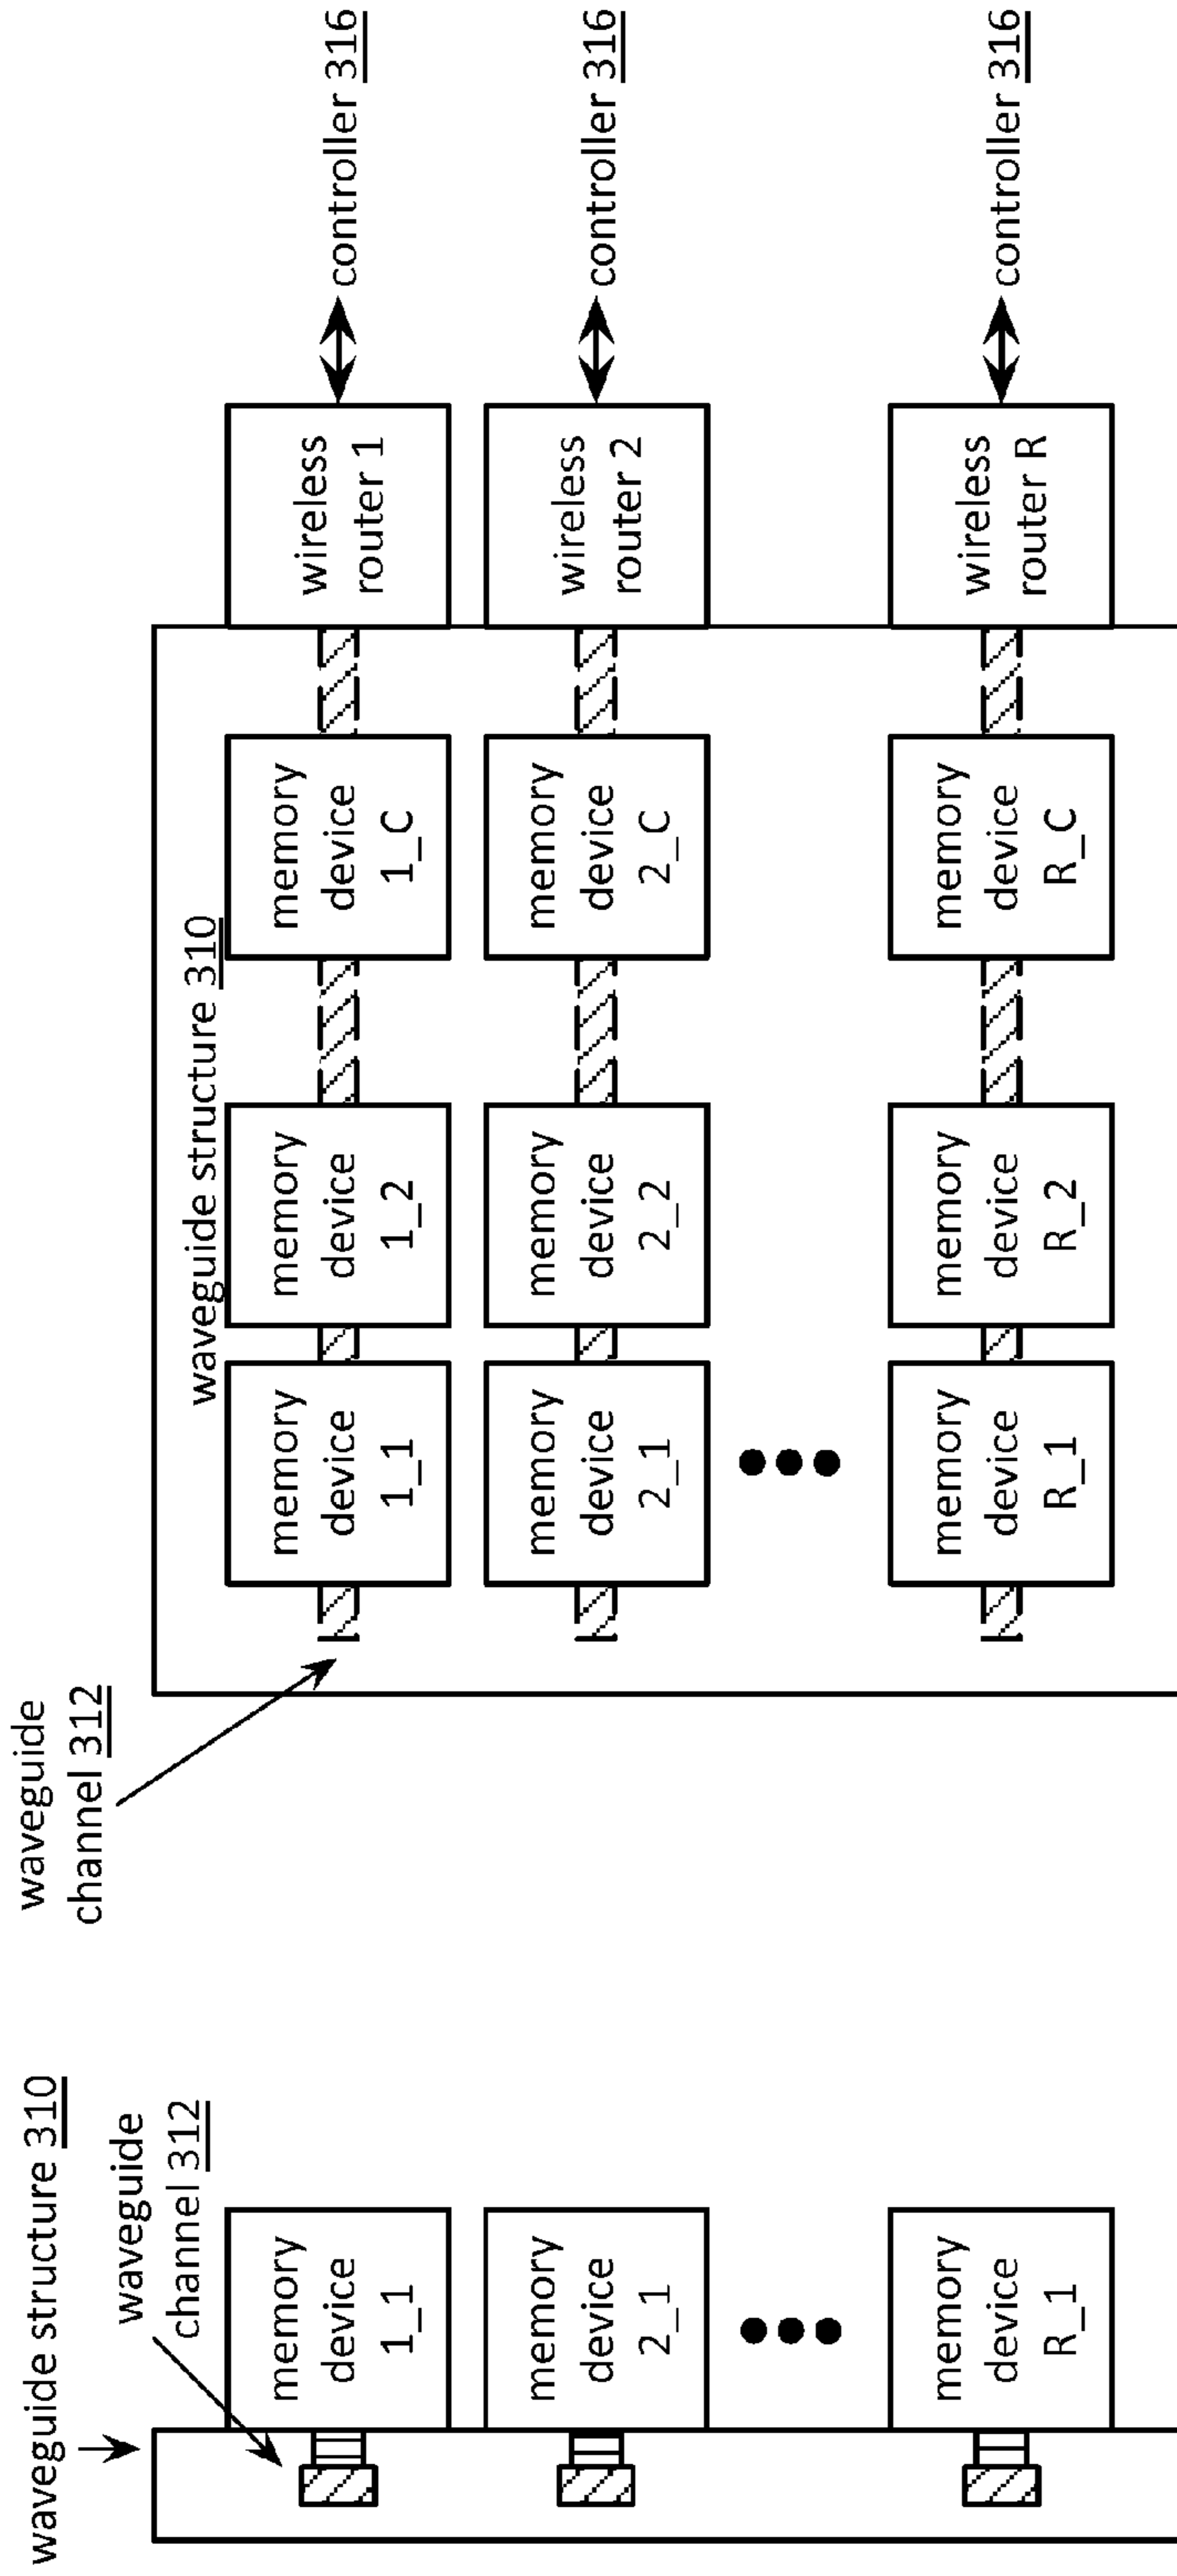 waveguide structure 310
waveguide
channel 312
memory
device
1_1
memory
device
2_1
memory
device
R_1
waveguide
channel 312
waveguide structure 310
memory
device
1_1
memory
device
1_2
memory
device
1_C
wireless
router 1
controller 316
memory
device
2_1
memory
device
2_2
memory
device
2_C
wireless
router 2
controller 316
memory
device
R_1
memory
device
R_2
memory
device
R_C
wireless
router R
controller 316